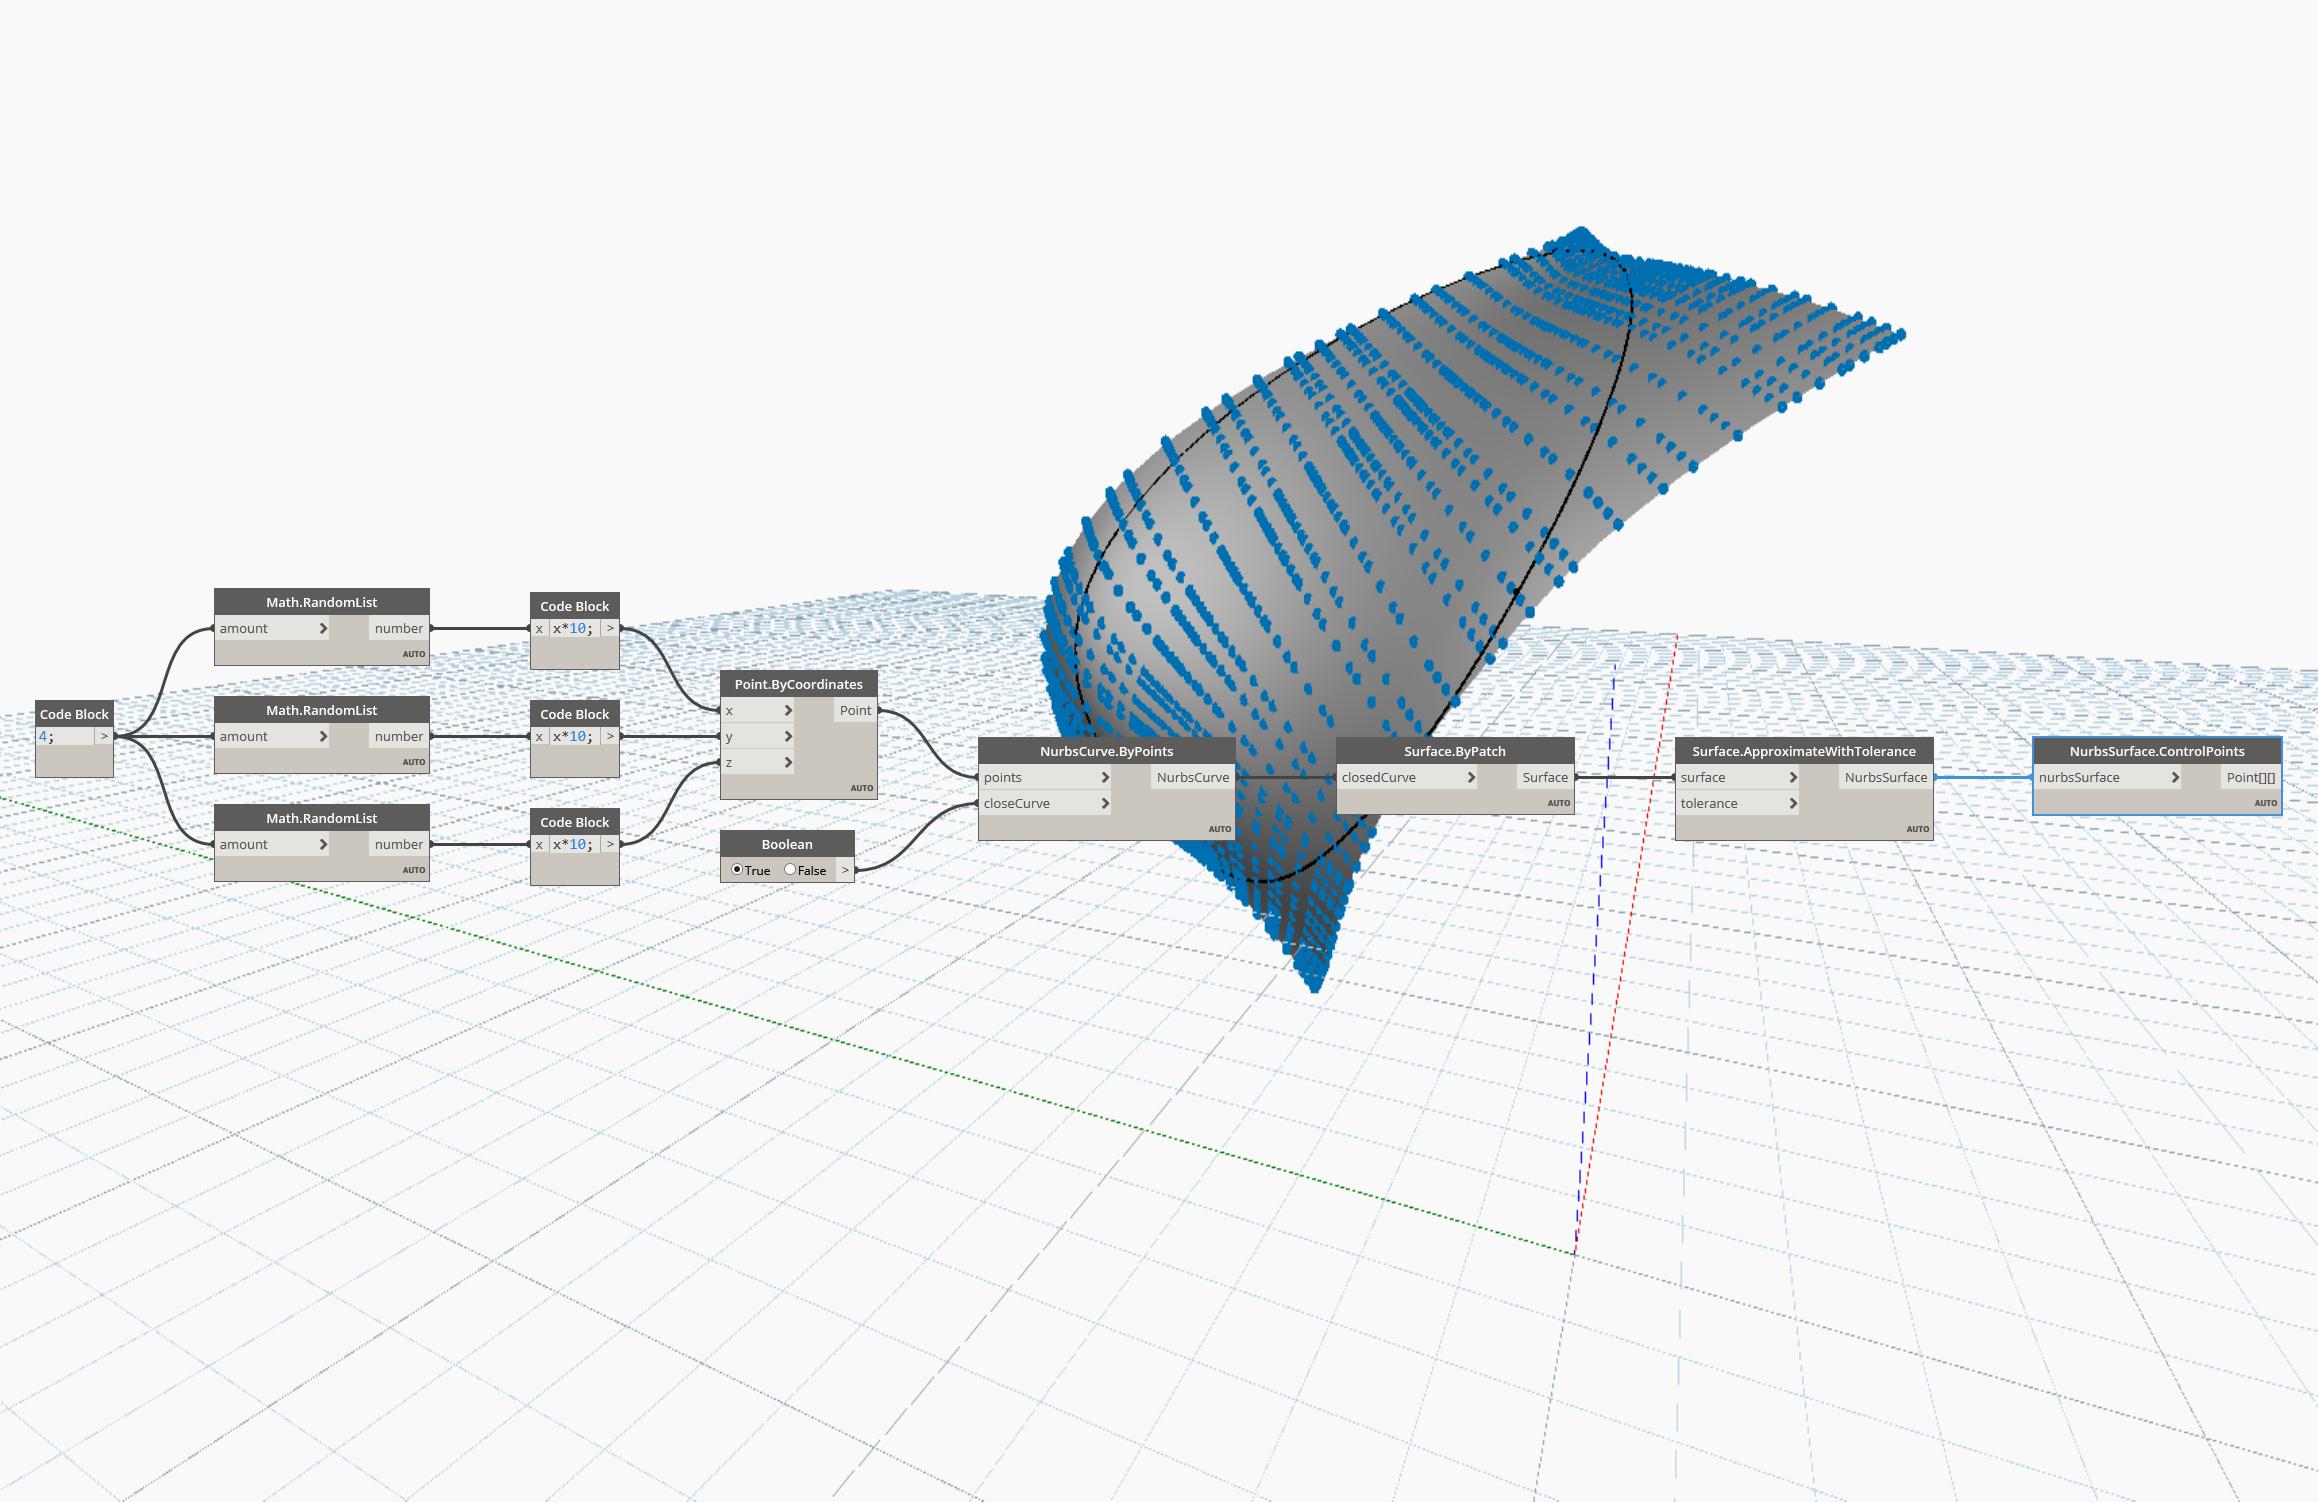 Code Block
4; >
Math.RandomList
amount > number
AUTO
Math.RandomList
amount > number
AUTO
Math.RandomList
amount > number
AUTO
Code Block
x x*10; >
Code Block
x x*10; >
Code Block
x x*10; >
Point.ByCoordinates
x > Point
y >
z >
AUTO
Boolean
True False >
NurbsCurve.ByPoints
points > NurbsCurve
closeCurve >
AUTO
Surface.ByPatch
closedCurve > Surface
AUTO
Surface.ApproximateWithTolerance
surface > NurbsSurface
tolerance >
AUTO
NurbsSurface.ControlPoints
nurbsSurface > Point[][]
AUTO